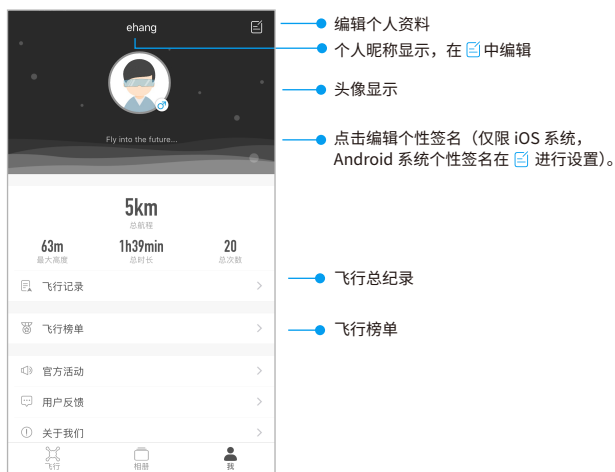 ehang
编辑个人资料
个人昵称显示，在 中编辑
头像显示
Fly into the future...
点击编辑个性签名（仅限 iOS 系统，
Android 系统个性签名在 进行设置）。
5km
总航程
63m 1h39min 20
最大高度 总时长 总次数
飞行记录
飞行总纪录
飞行榜单
飞行榜单
官方活动
用户反馈
关于我们
飞行 相册 我